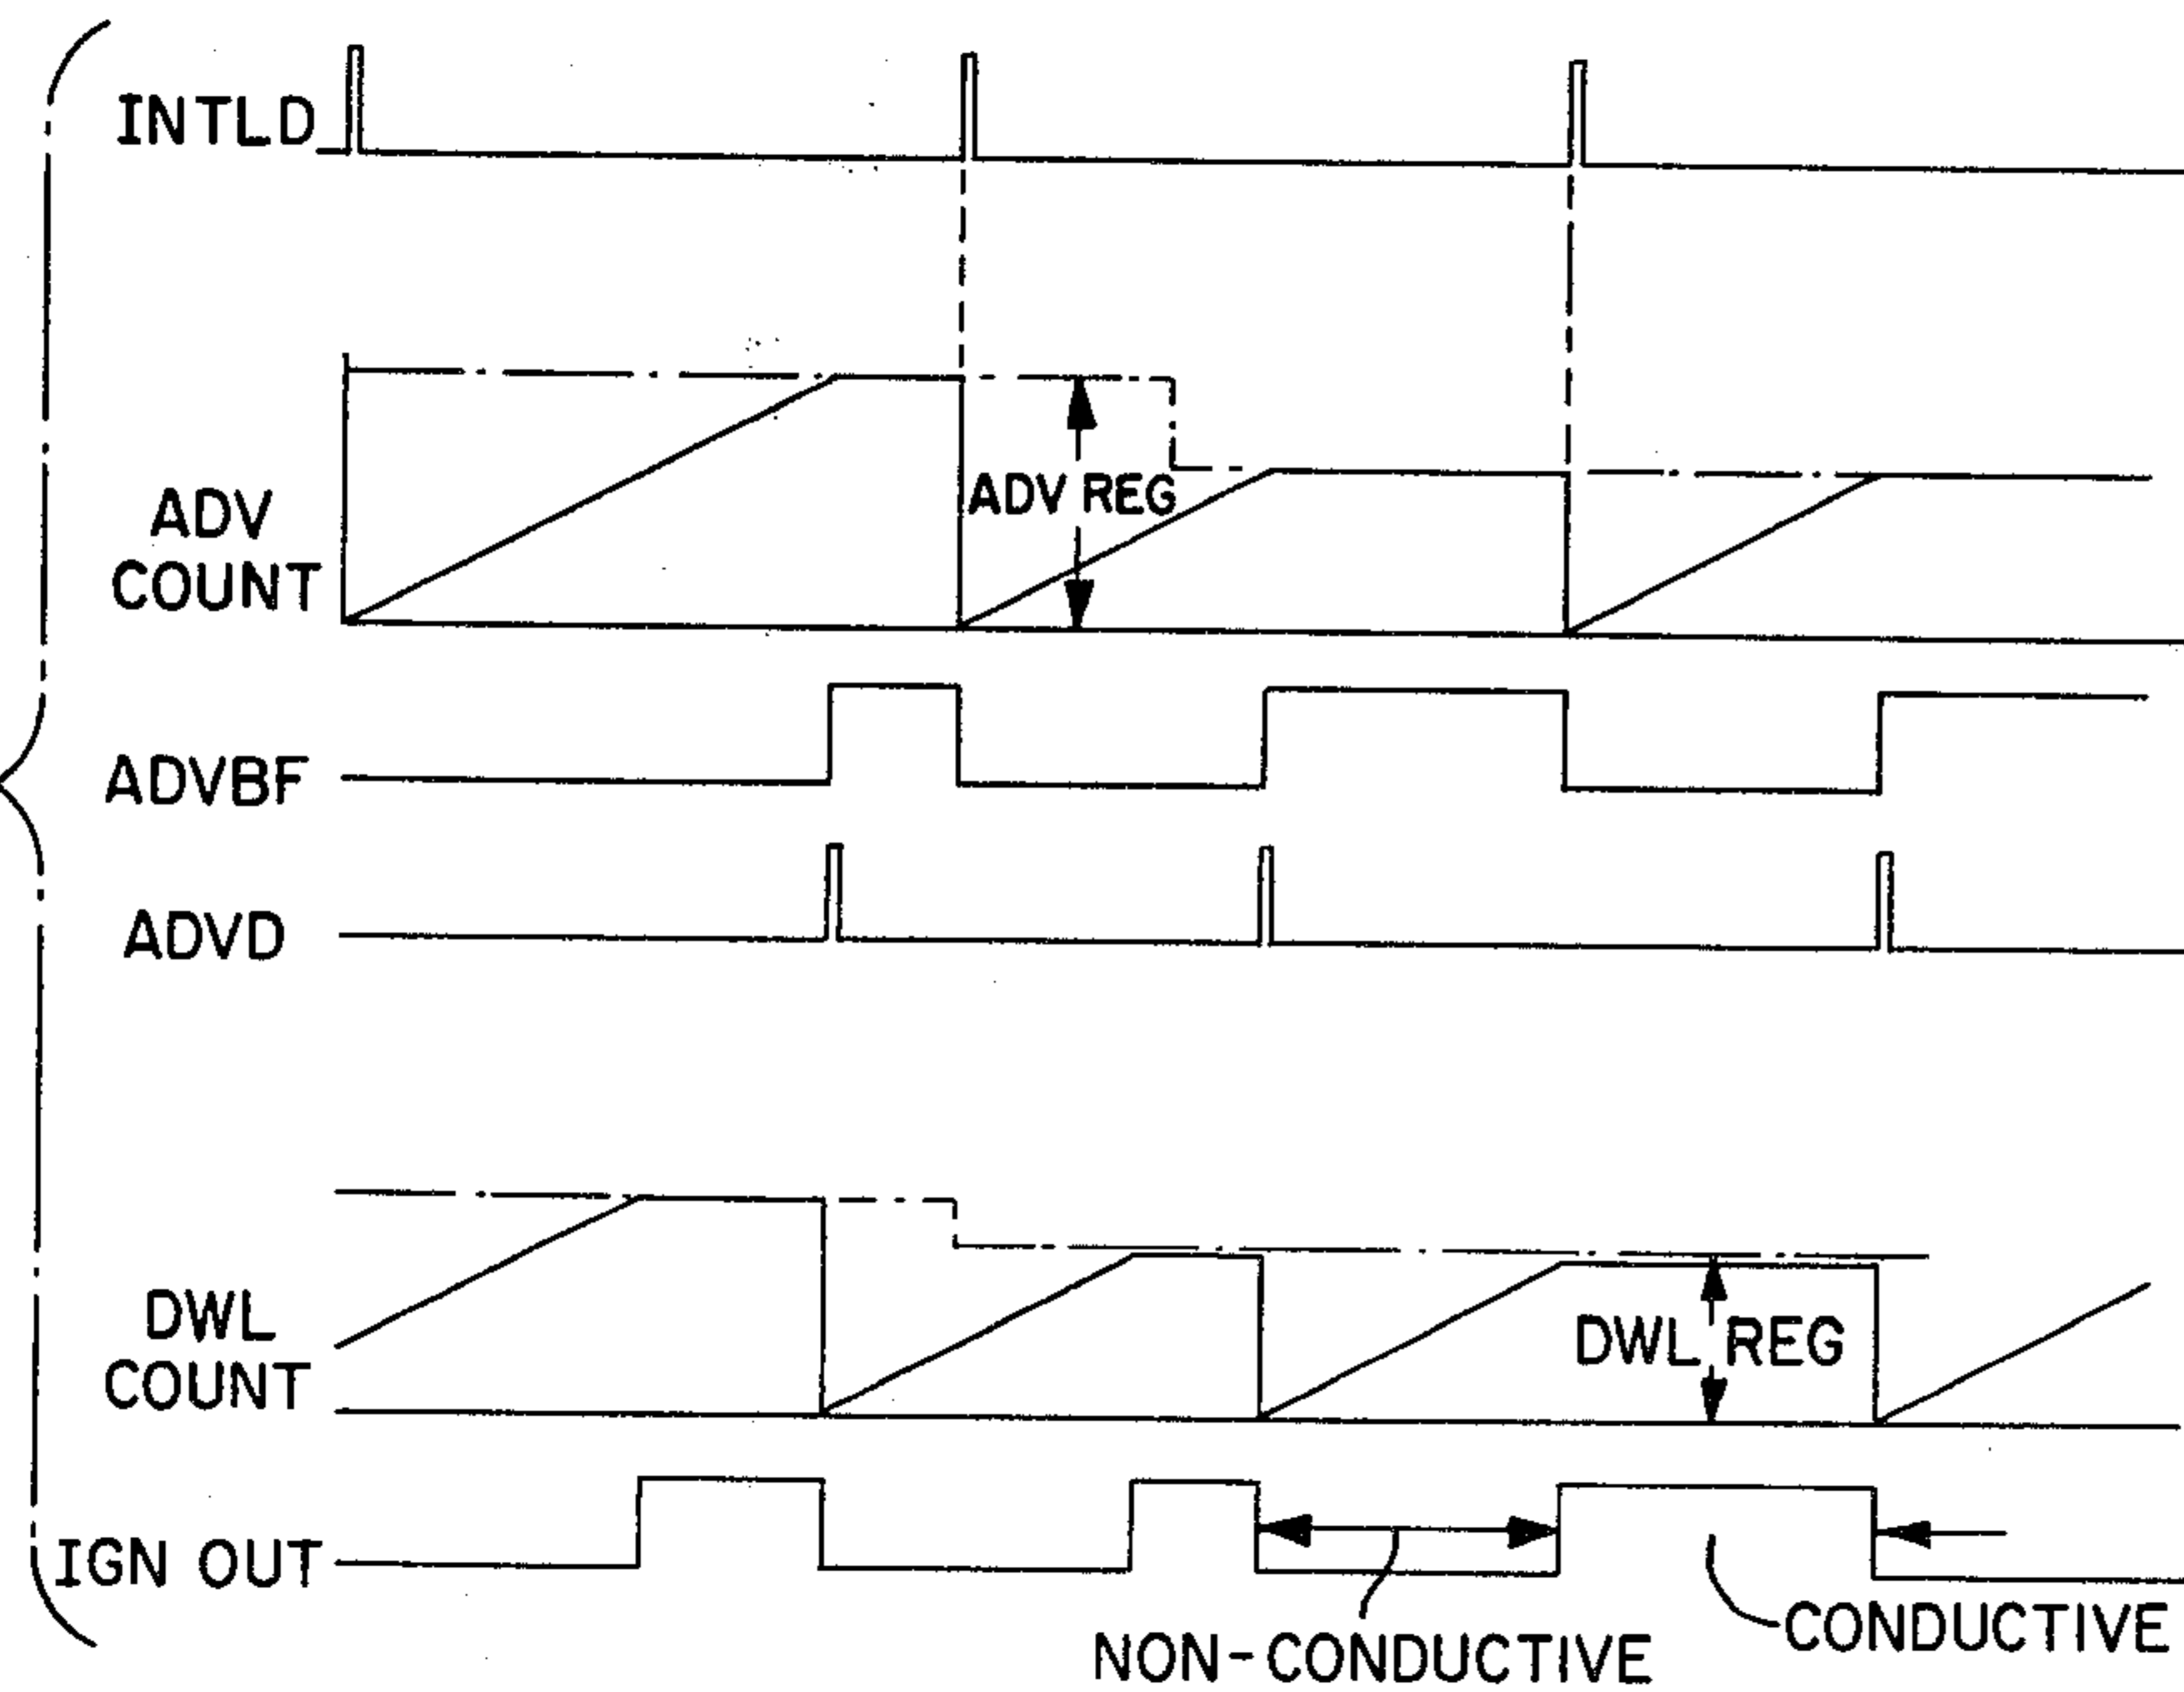 INTLD
ADV REG
ADV
COUNT
ADVBF
ADVD
DWL
COUNT
DWL REG
IGN OUT
NON-CONDUCTIVE
CONDUCTIVE